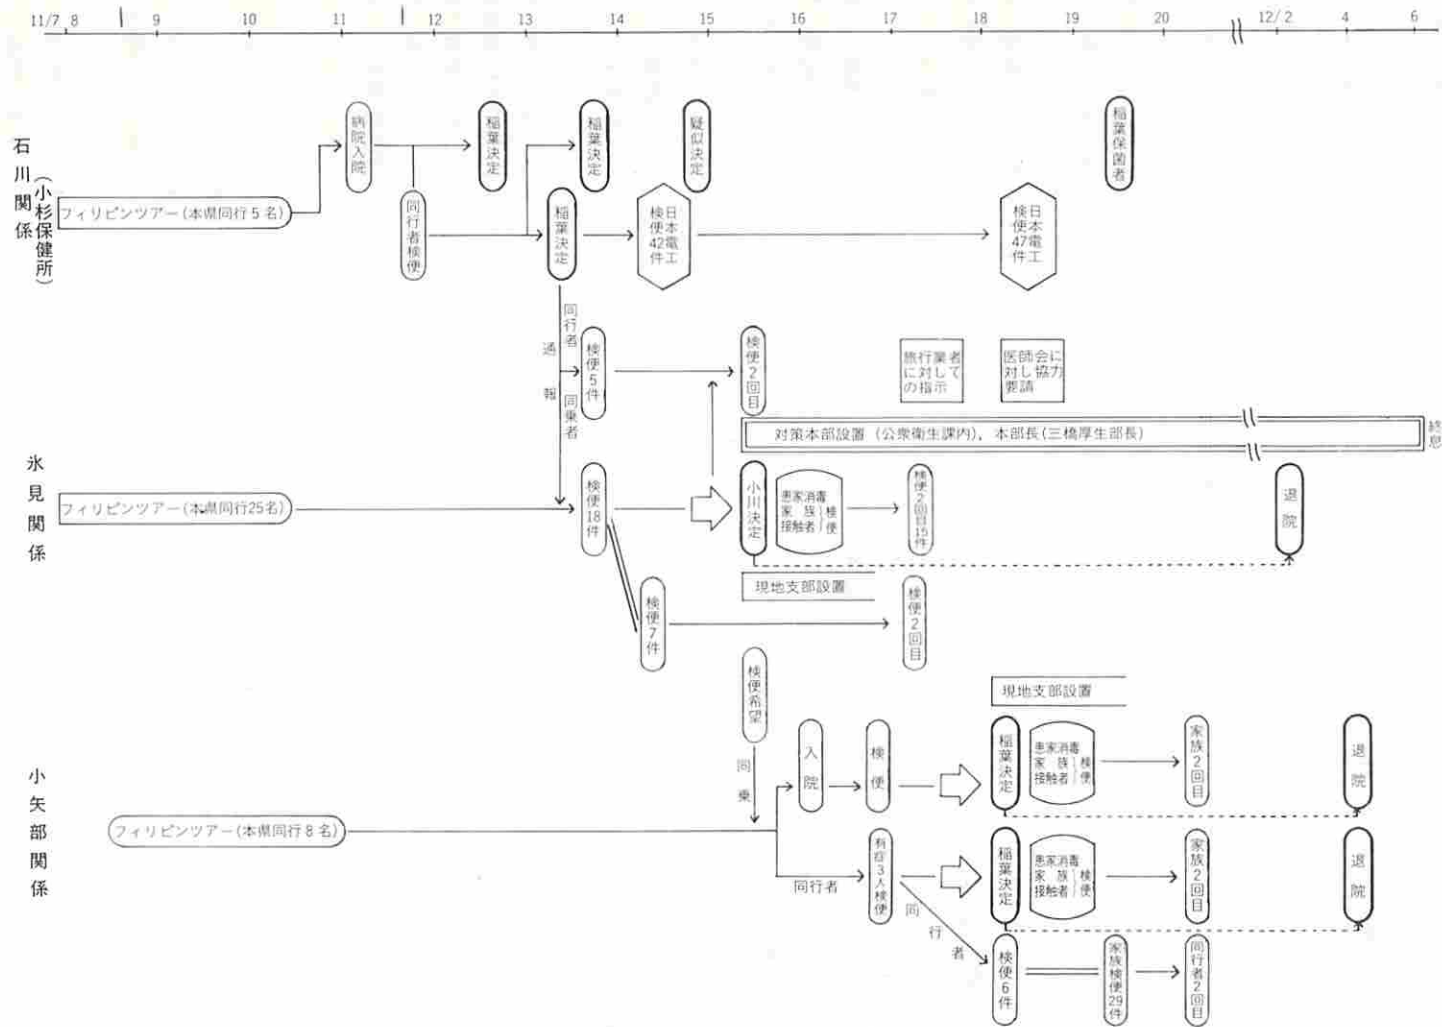 11/7 8 9 10 11 12 13 14 15 16 17 18 19 20 12/2 4 6
石川関係
(小杉保健所)
フィリピンツアー(本県同行5名)
病院入院
同行者検便
稲葉決定
稲葉決定
稲葉決定
疑似決定
日本電工
検便42件
日本電工
検便47件
稲葉保菌者
通報
同行者
同乗者
検便5件
検便2回目
旅行業者
に対して
の指示
医師会に
対し協力
要請
対策本部設置(公衆衛生課内),本部長(三橋厚生部長)
終息
氷見関係
フィリピンツアー(本県同行25名)
検便18件
小川決定
患家消毒
家族
接触者
検便
検便2回目15件
退院
現地支部設置
検便7件
検便2回目
検便希望
同乗
現地支部設置
小矢部関係
フィリピンツアー(本県同行8名)
入院
検便
稲葉決定
患家消毒
家族
接触者
検便
家族2回目
退院
同行者
有症3人検便
稲葉決定
患家消毒
家族
接触者
検便
家族2回目
退院
同行者
検便6件
家族検便29件
同行者2回目